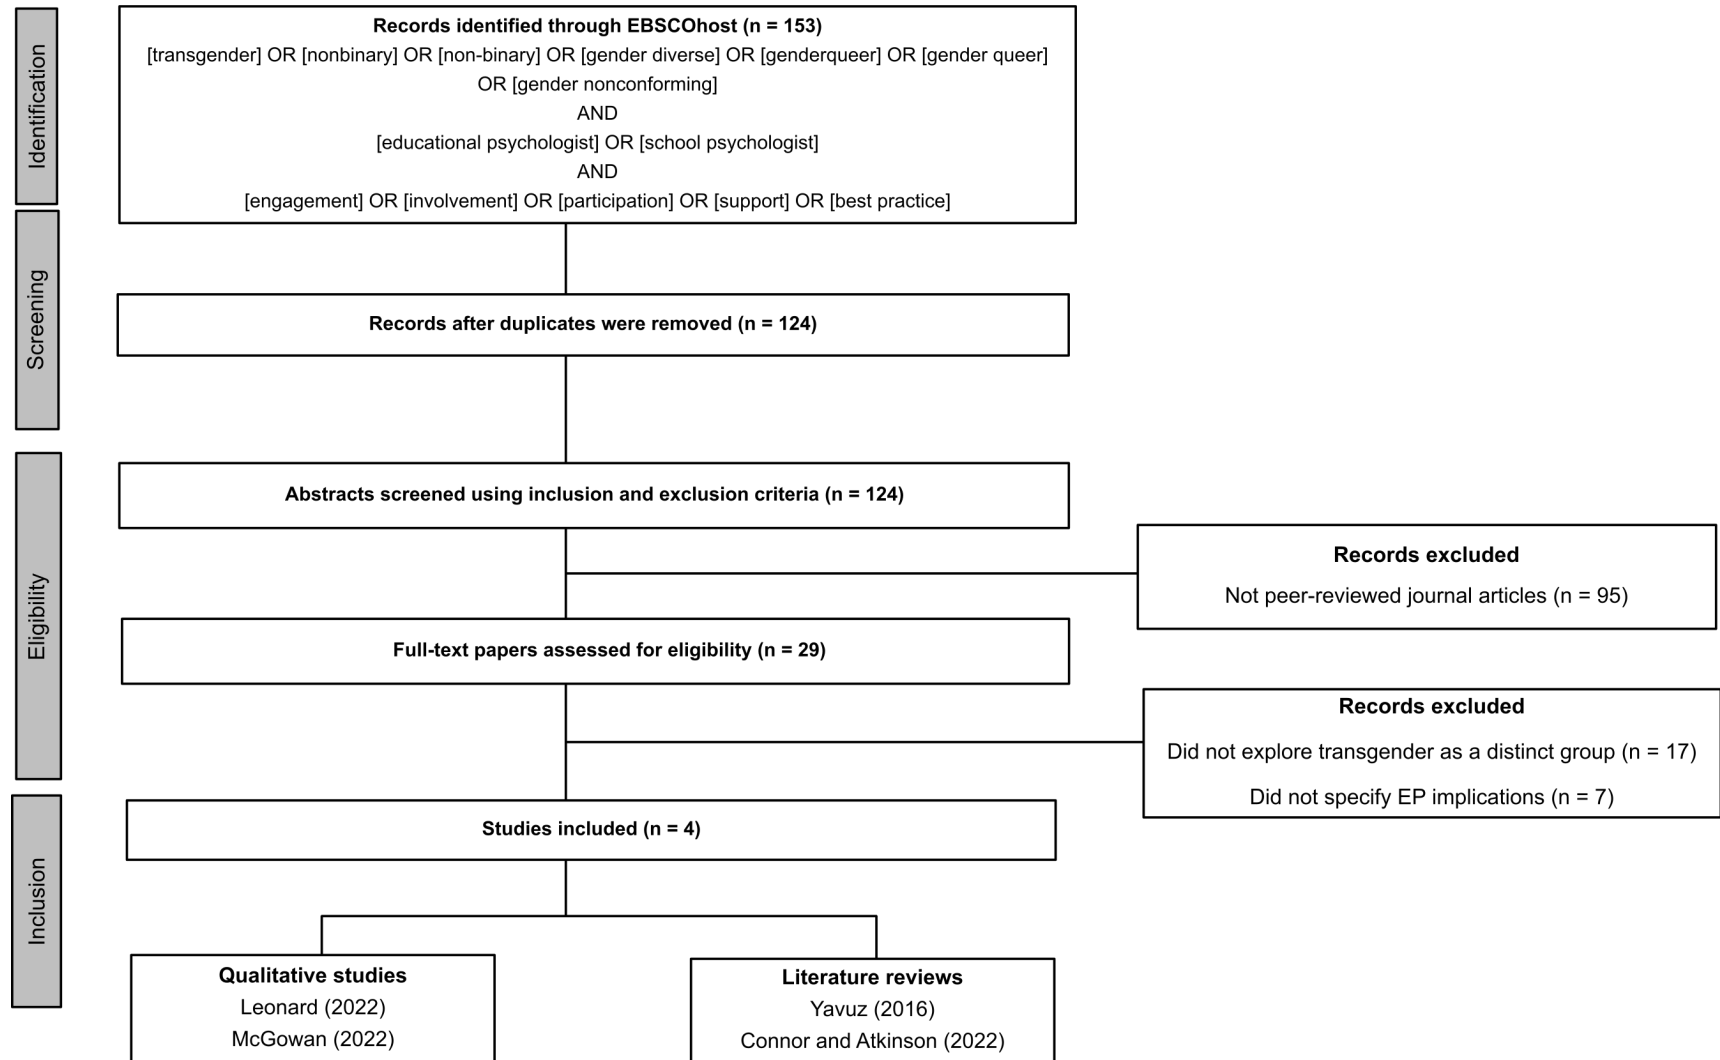 Identification
Records identified through EBSCOhost (n = 153)
[transgender] OR [nonbinary] OR [non-binary] OR [gender diverse] OR [genderqueer] OR [gender queer]
OR [gender nonconforming]
AND
[educational psychologist] OR [school psychologist]
AND
[engagement] OR [involvement] OR [participation] OR [support] OR [best practice]
Screening
Records after duplicates were removed (n = 124)
Eligibility
Abstracts screened using inclusion and exclusion criteria (n = 124)
Records excluded
Not peer-reviewed journal articles (n = 95)
Full-text papers assessed for eligibility (n = 29)
Records excluded
Did not explore transgender as a distinct group (n = 17)
Did not specify EP implications (n = 7)
Inclusion
Studies included (n = 4)
Qualitative studies
Leonard (2022)
McGowan (2022)
Literature reviews
Yavuz (2016)
Connor and Atkinson (2022)